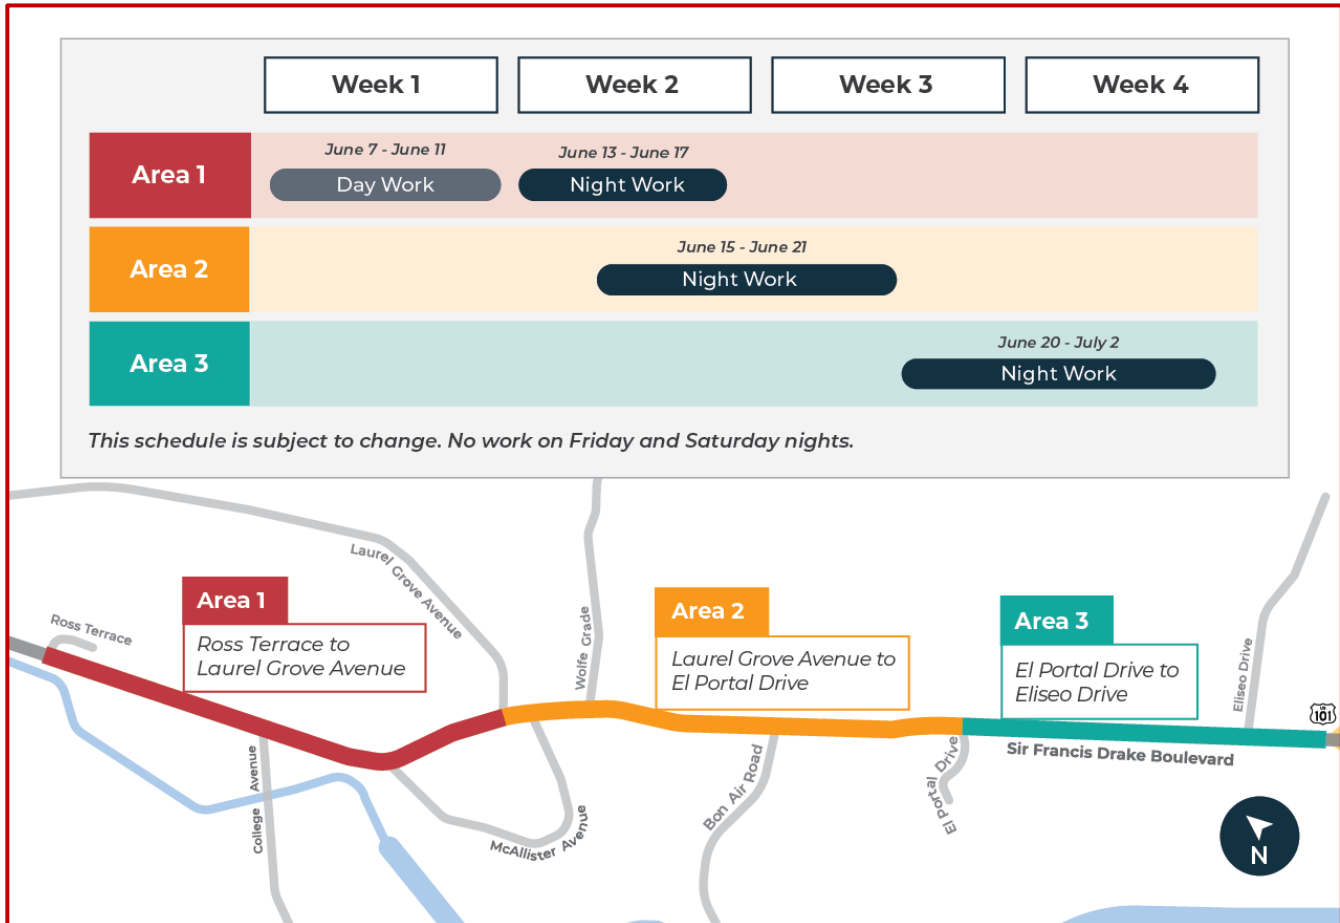 Week 1
Week 2
Week 3
Week 4
Area 1
June 7 - June 11
Day Work
June 13 - June 17
Night Work
Area 2
June 15 - June 21
Night Work
Area 3
June 20 - July 2
Night Work
This schedule is subject to change. No work on Friday and Saturday nights.
Ross Terrace
Area 1
Ross Terrace to
Laurel Grove Avenue
Laurel Grove Avenue
Wolfe Grade
Area 2
Laurel Grove Avenue to
El Portal Drive
Area 3
El Portal Drive to
Eliseo Drive
Eliseo Drive
US
101
College Avenue
McAllister Avenue
Bon Air Road
El Portal Drive
Sir Francis Drake Boulevard
N